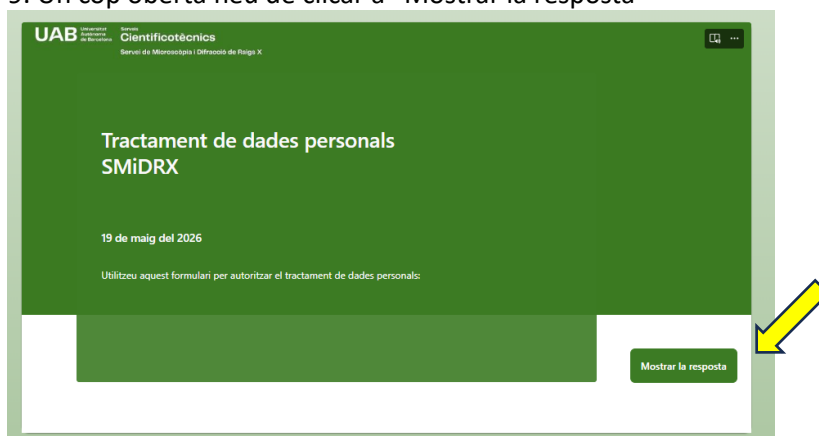 5. Un cop oberta heu de clicar a "Mostrar la resposta"
UAB Universitat Autònoma de Barcelona
Serveis
Cientificotècnics
Servei de Microscòpia i Difracció de Raigs X
Tractament de dades personals
SMiDRX
19 de maig del 2026
Utilitzeu aquest formulari per autoritzar el tractament de dades personals:
Mostrar la resposta